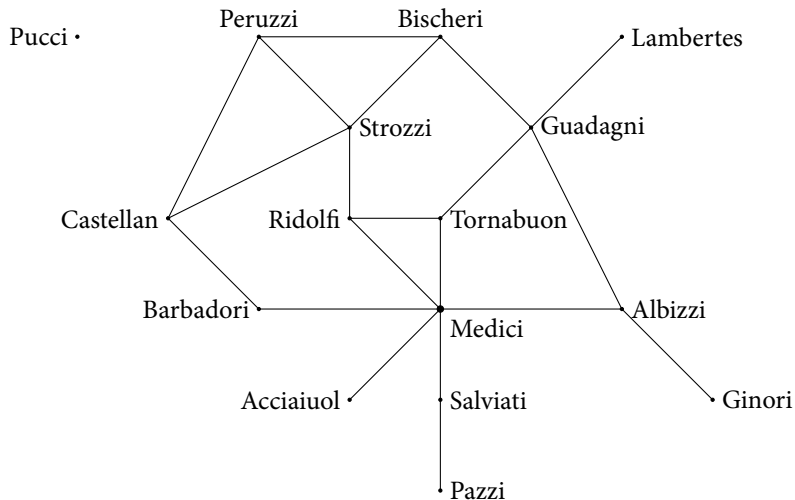 Peruzzi
Bischeri
Pucci
Lambertes
Strozzi
Guadagni
Castellan
Ridolfi
Tornabuon
Barbadori
Albizzi
Medici
Acciaiuol
Salviati
Ginori
Pazzi